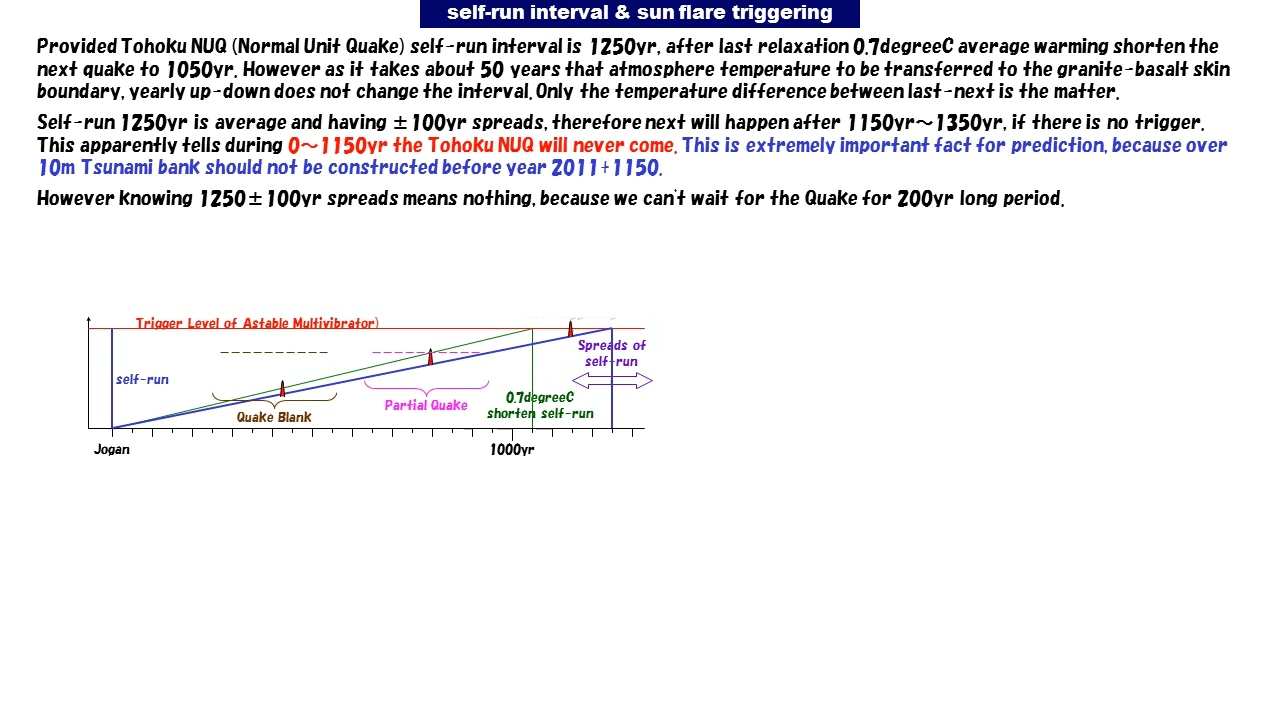 self-run interval & sun flare triggering
Provided Tohoku NUQ (Normal Unit Quake) self-run interval is 1250yr, after last relaxation 0.7degreeC average warming shorten the
next quake to 1050yr. However as it takes about 50 years that atmosphere temperature to be transferred to the granite-basalt skin
boundary, yearly up-down does not change the interval. Only the temperature difference between last-next is the matter.
Self-run 1250yr is average and having ±100yr spreads, therefore next will happen after 1150yr~1350yr, if there is no trigger.
This apparently tells during 0~1150yr the Tohoku NUQ will never come. This is extremely important fact for prediction, because over
10m Tsunami bank should not be constructed before year 2011+1150.
However knowing 1250±100yr spreads means nothing, because we can't wait for the Quake for 200yr long period.
Trigger Level of Astable Multivibrator)
Spreads of
self-run
self-run
0.7degreeC
shorten self-run
Partial Quake
Quake Blank
Jogan
1000yr